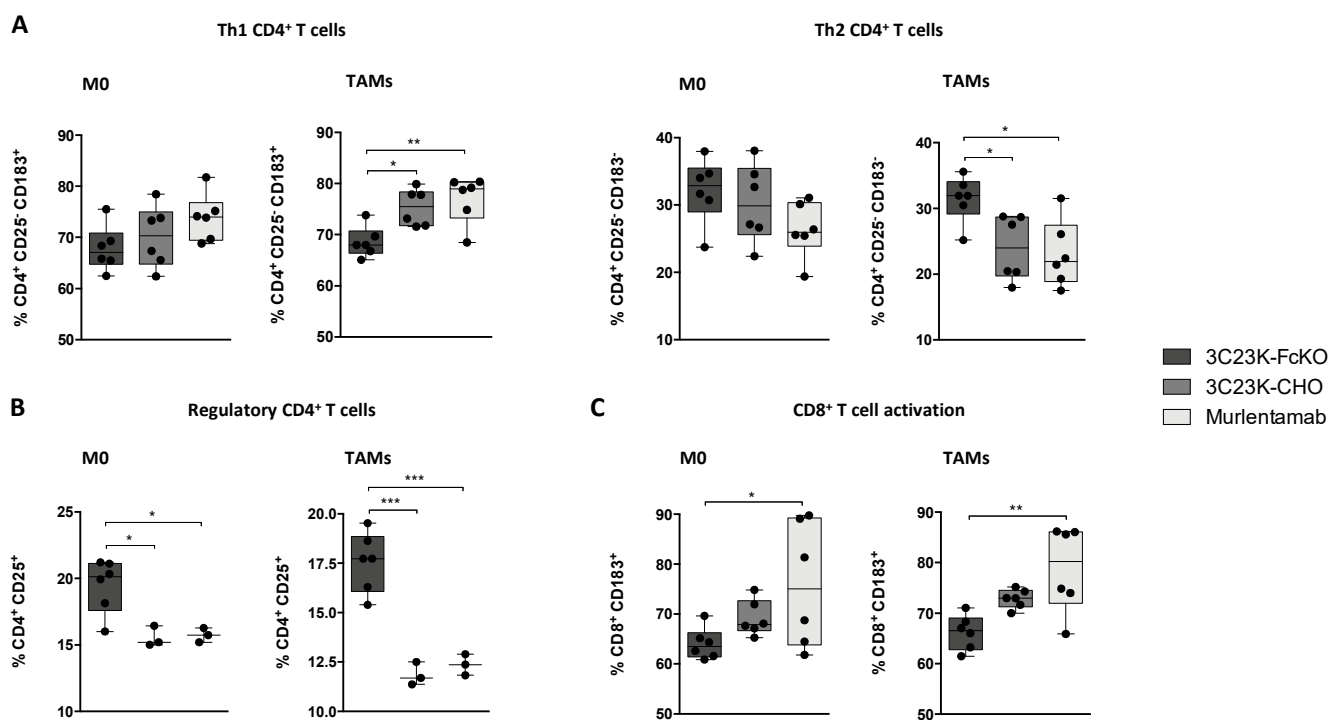 A
Th1 CD4⁺ T cells
M0
% CD4⁺ CD25⁻ CD183⁺
90
80
70
60
50
TAMs
% CD4⁺ CD25⁻ CD183⁺
90
80
70
60
50
*
**
Th2 CD4⁺ T cells
M0
% CD4⁺ CD25⁻ CD183⁻
40
30
20
10
TAMs
% CD4⁺ CD25⁻ CD183⁻
40
30
20
10
*
*
3C23K-FcKO
3C23K-CHO
Murlentamab
B
Regulatory CD4⁺ T cells
M0
% CD4⁺ CD25⁺
25
20
15
10
*
*
TAMs
% CD4⁺ CD25⁺
20.0
17.5
15.0
12.5
10.0
***
***
C
CD8⁺ T cell activation
M0
% CD8⁺ CD183⁺
90
80
70
60
50
*
TAMs
% CD8⁺ CD183⁺
90
80
70
60
50
**